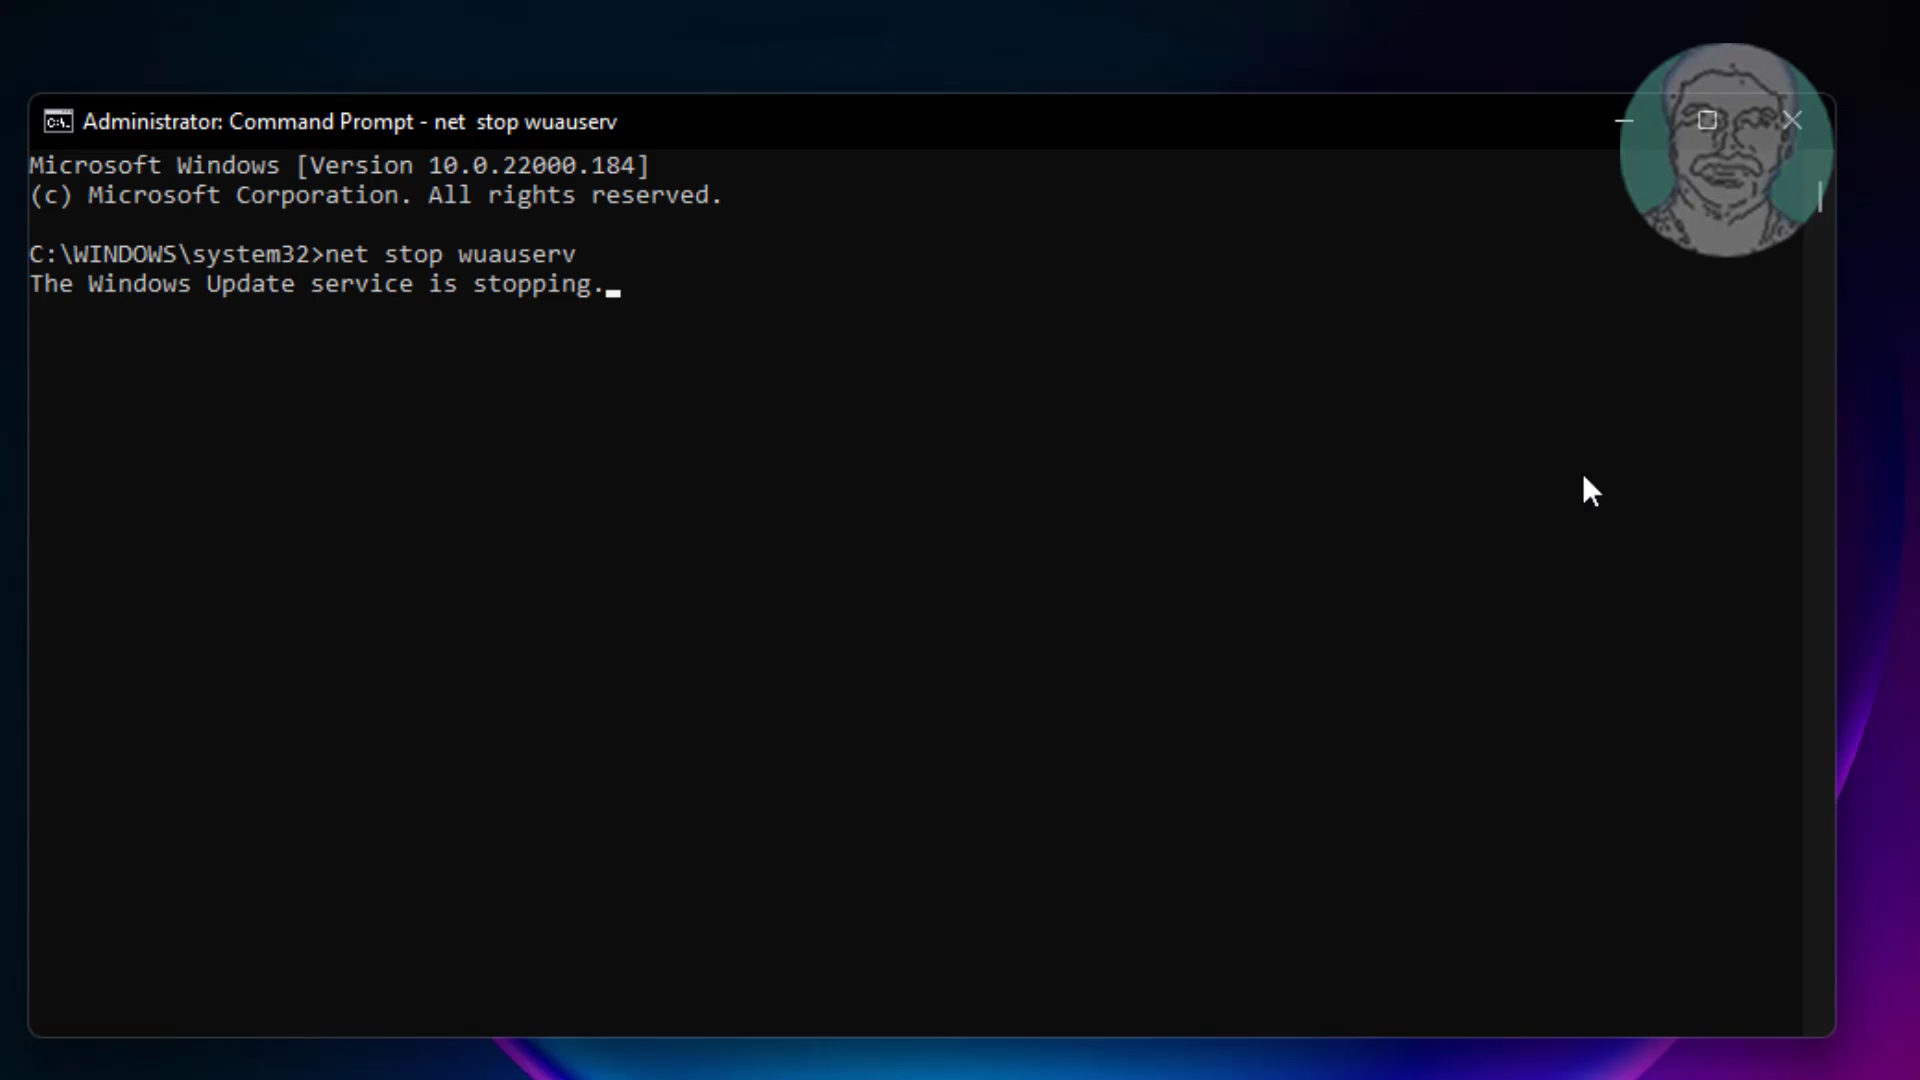 Administrator: Command Prompt - net  stop wuauserv
Microsoft Windows [Version 10.0.22000.184]
(c) Microsoft Corporation. All rights reserved.
C:\WINDOWS\system32>net stop wuauserv
The Windows Update service is stopping.